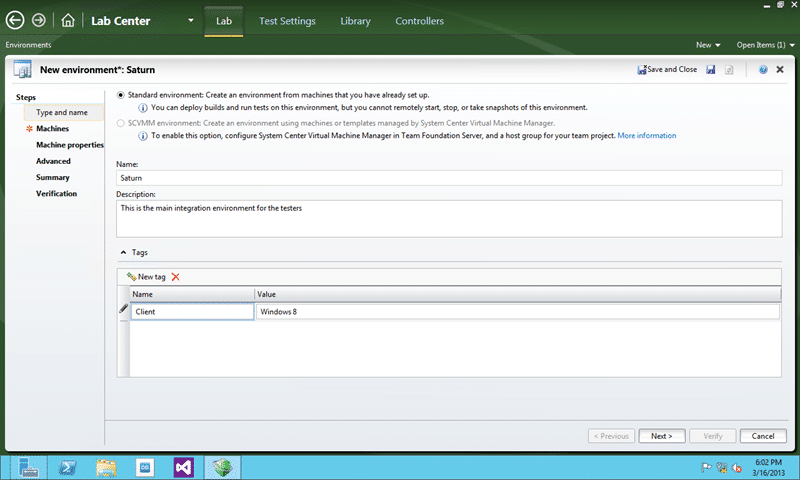 Lab Center
Lab
Test Settings
Library
Controllers
Environments
New
Open Items (1)
New environment*: Saturn
Save and Close
Steps
Type and name
Machines
Machine properties
Advanced
Summary
Verification
Standard environment: Create an environment from machines that you have already set up.
You can deploy builds and run tests on this environment, but you cannot remotely start, stop, or take snapshots of this environment.
SCVMM environment: Create an environment using machines or templates managed by System Center Virtual Machine Manager.
To enable this option, configure System Center Virtual Machine Manager in Team Foundation Server, and a host group for your team project. More information
Name:
Saturn
Description:
This is the main integration environment for the testers
Tags
New tag
Name Value
Client Windows 8
< Previous
Next >
Verify
Cancel
6:02 PM
3/16/2013